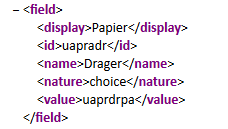 – <field>
<display>Papier</display>
<id>uapradr</id>
<name>Drager</name>
<nature>choice</nature>
<value>uaprdrpa</value>
</field>